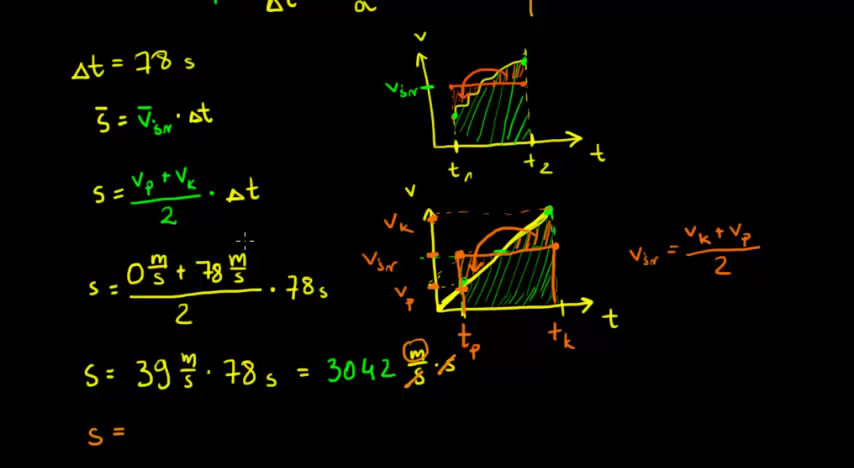 Δt a
Δt = 78 s
s̄ = v̄śr · Δt
s = (vp + vk)/2 · Δt
s = (0 m/s + 78 m/s)/2 · 78 s
s = 39 m/s · 78 s = 3042 m/s · s
s =
v
vśr
t1 t2 t
v
vk
vśr
vp
tp tk t
vśr = (vk + vp)/2